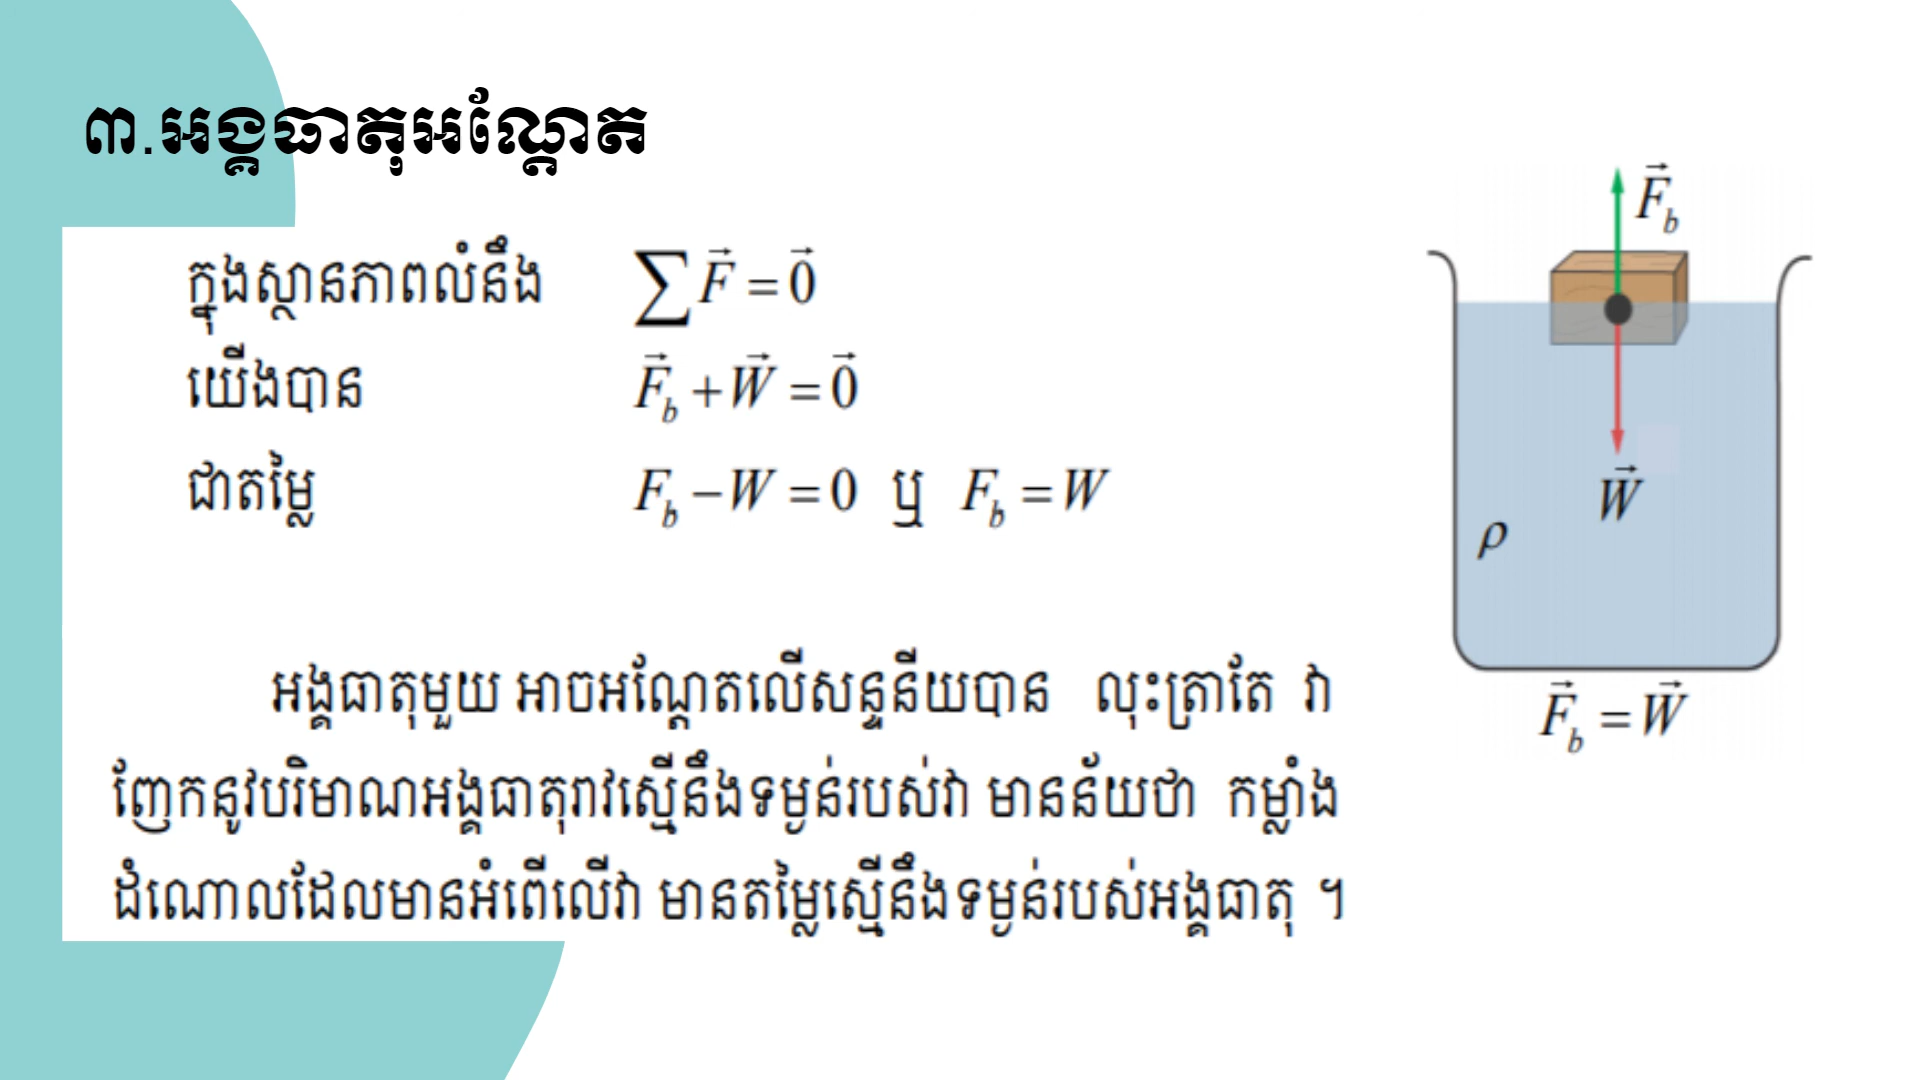 ៣.អង្គធាតុអណ្តែត
ក្នុងស្ថានភាពលំនឹង ∑F⃗ = 0⃗
យើងបាន F⃗b + W⃗ = 0⃗
ជាតម្លៃ Fb − W = 0 ឬ Fb = W
អង្គធាតុមួយ អាចអណ្តែតលើសន្ទនីយបាន លុះត្រាតែ វា
ញែកនូវបរិមាណអង្គធាតុរាវស្មើនឹងទម្ងន់របស់វា មានន័យថា កម្លាំង
ដំណោលដែលមានអំពើលើវា មានតម្លៃស្មើនឹងទម្ងន់របស់អង្គធាតុ ។
F⃗b
W⃗
ρ
F⃗b = W⃗